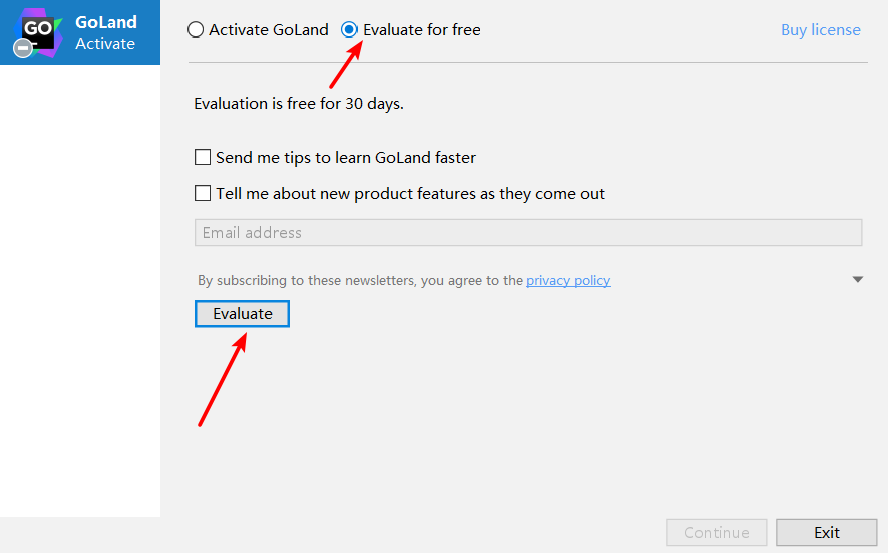 GO
GoLand
Activate
Activate GoLand
Evaluate for free
Buy license
Evaluation is free for 30 days.
Send me tips to learn GoLand faster
Tell me about new product features as they come out
Email address
By subscribing to these newsletters, you agree to the privacy policy
Evaluate
Continue
Exit